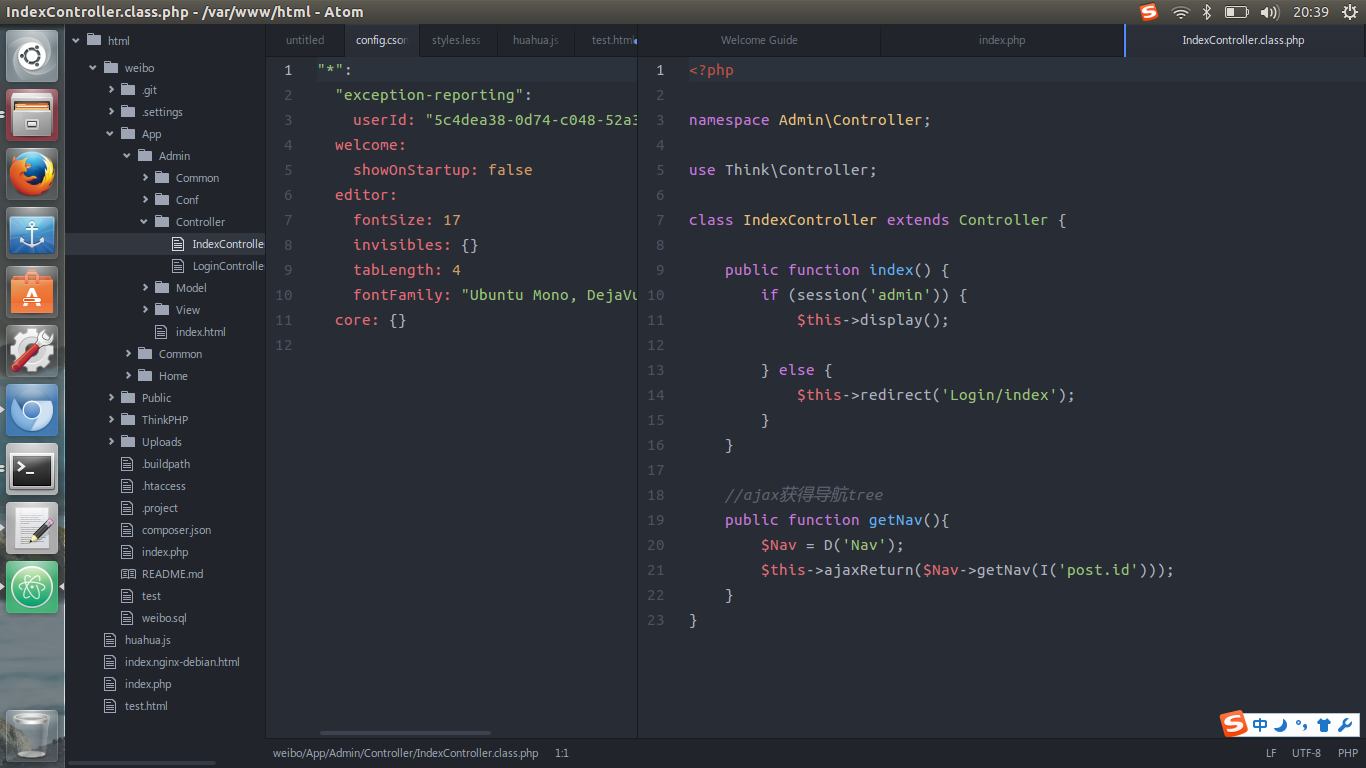 IndexController.class.php - /var/www/html - Atom
20:39
html
weibo
.git
.settings
App
Admin
Common
Conf
Controller
IndexControlle
LoginControlle
Model
View
index.html
Common
Home
Public
ThinkPHP
Uploads
.buildpath
.htaccess
.project
composer.json
index.php
README.md
test
weibo.sql
huahua.js
index.nginx-debian.html
index.php
test.html
untitled config.cson styles.less huahua.js test.html
1 "*":
2 "exception-reporting":
3 userId: "5c4dea38-0d74-c048-52a3
4 welcome:
5 showOnStartup: false
6 editor:
7 fontSize: 17
8 invisibles: {}
9 tabLength: 4
10 fontFamily: "Ubuntu Mono, DejaVu
11 core: {}
12
Welcome Guide index.php IndexController.class.php
1 <?php
2
3 namespace Admin\Controller;
4
5 use Think\Controller;
6
7 class IndexController extends Controller {
8
9 public function index() {
10 if (session('admin')) {
11 $this->display();
12
13 } else {
14 $this->redirect('Login/index');
15 }
16 }
17
18 //ajax获得导航tree
19 public function getNav(){
20 $Nav = D('Nav');
21 $this->ajaxReturn($Nav->getNav(I('post.id')));
22 }
23 }
S 中
weibo/App/Admin/Controller/IndexController.class.php 1:1
LF UTF-8 PHP